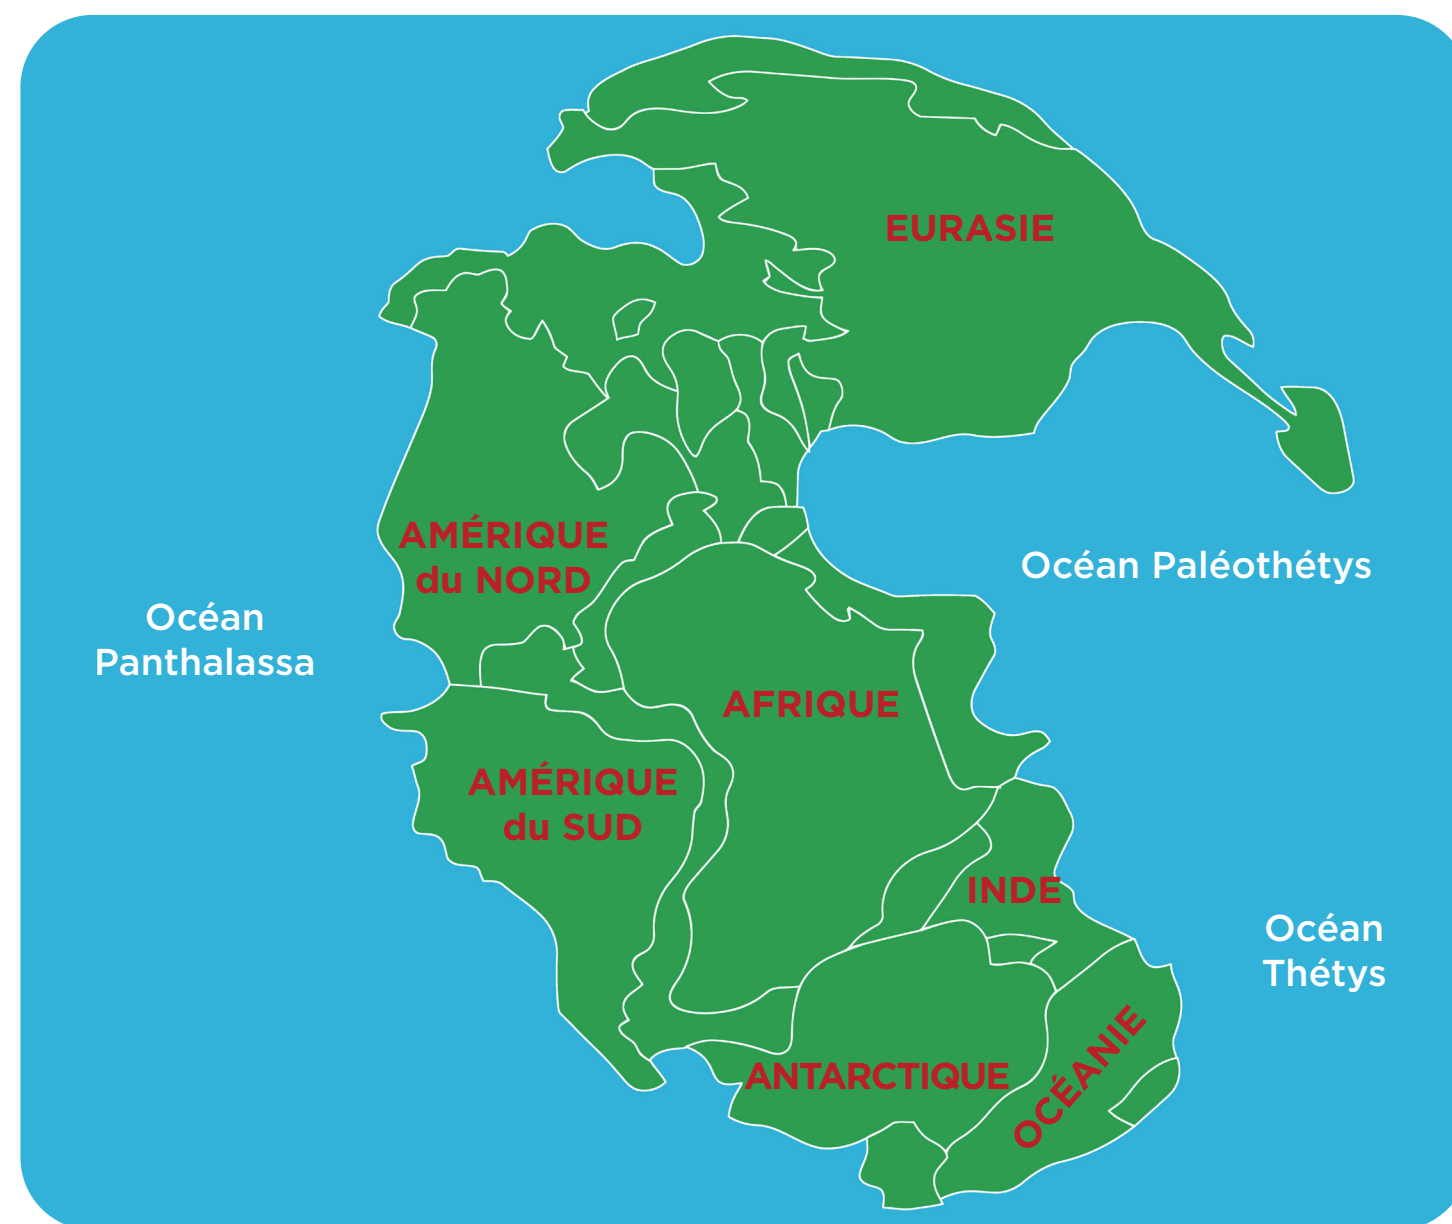 EURASIE
AMÉRIQUE
du NORD
Océan Paléothétys
Océan
Panthalassa
AFRIQUE
AMÉRIQUE
du SUD
INDE
Océan
Thétys
ANTARCTIQUE
OCÉANIE